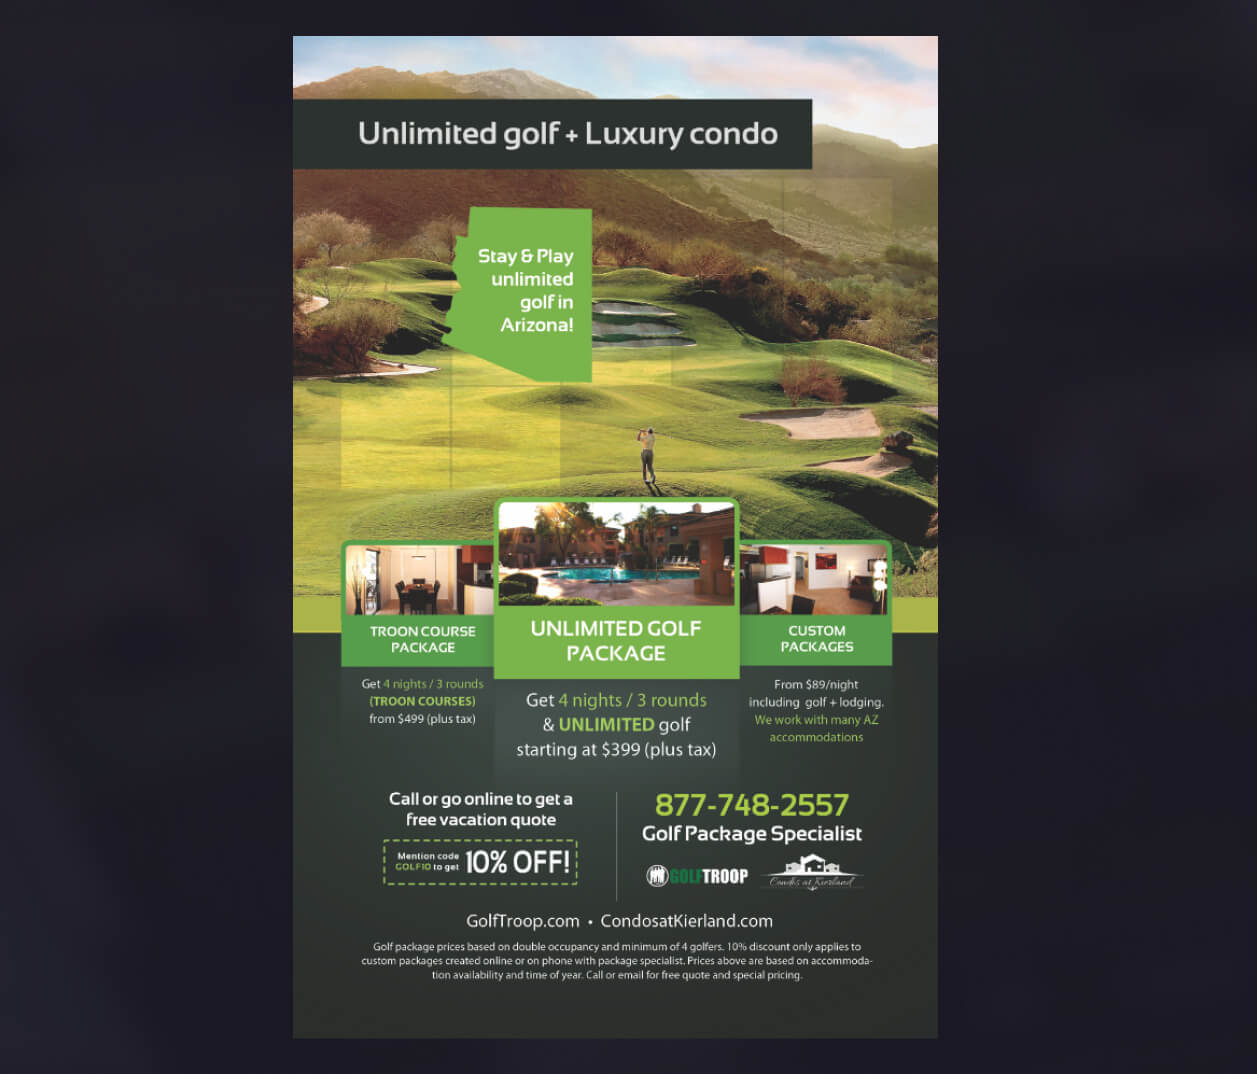 Unlimited golf + Luxury condo
Stay & Play
unlimited
golf in
Arizona!
TROON COURSE
PACKAGE
Get 4 nights / 3 rounds
(TROON COURSES)
from $499 (plus tax)
UNLIMITED GOLF
PACKAGE
Get 4 nights / 3 rounds
& UNLIMITED golf
starting at $399 (plus tax)
CUSTOM
PACKAGES
From $89/night
including golf + lodging.
We work with many AZ
accommodations
Call or go online to get a
free vacation quote
Mention code
GOLF10 to get
10% OFF!
877-748-2557
Golf Package Specialist
GOLFTROOP
Condos at Kierland
GolfTroop.com • CondosatKierland.com
Golf package prices based on double occupancy and minimum of 4 golfers. 10% discount only applies to
custom packages created online or on phone with package specialist. Prices above are based on accommoda-
tion availability and time of year. Call or email for free quote and special pricing.